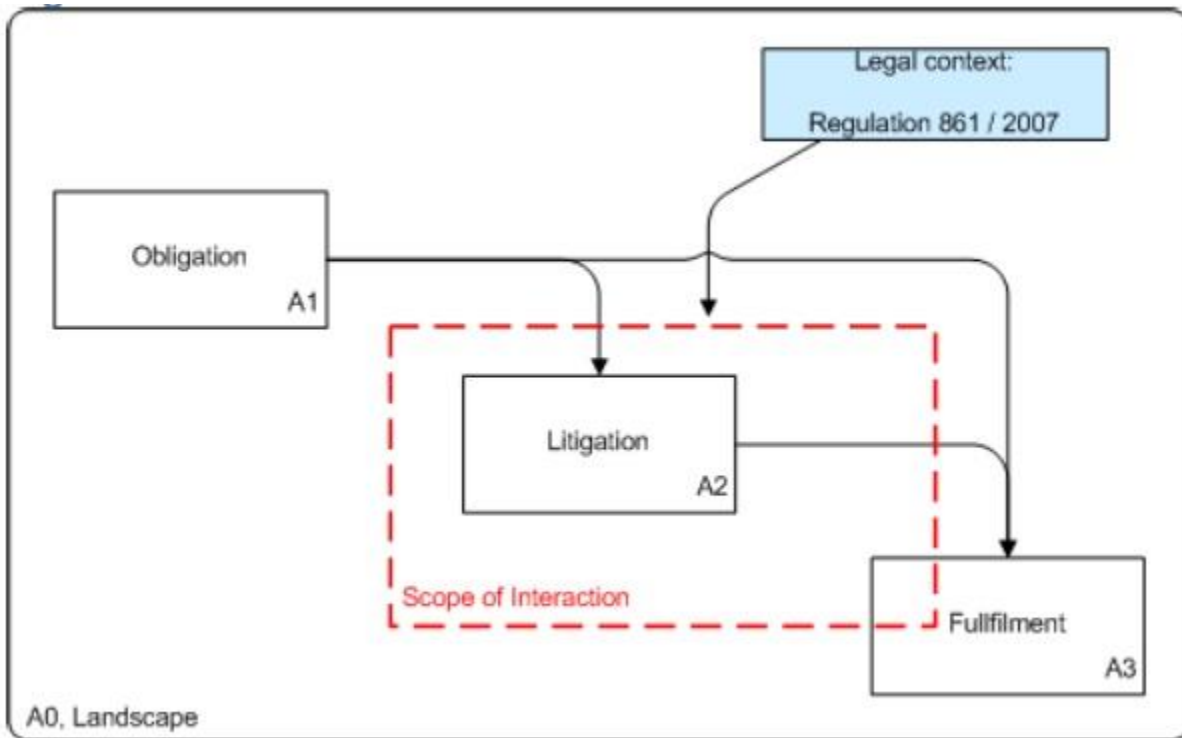 Legal context:
Regulation 861 / 2007
Obligation
A1
Litigation
A2
Scope of Interaction
Fullfilment
A3
A0, Landscape